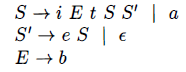 S → i E t S S′ | a
S′ → e S | ϵ
E → b